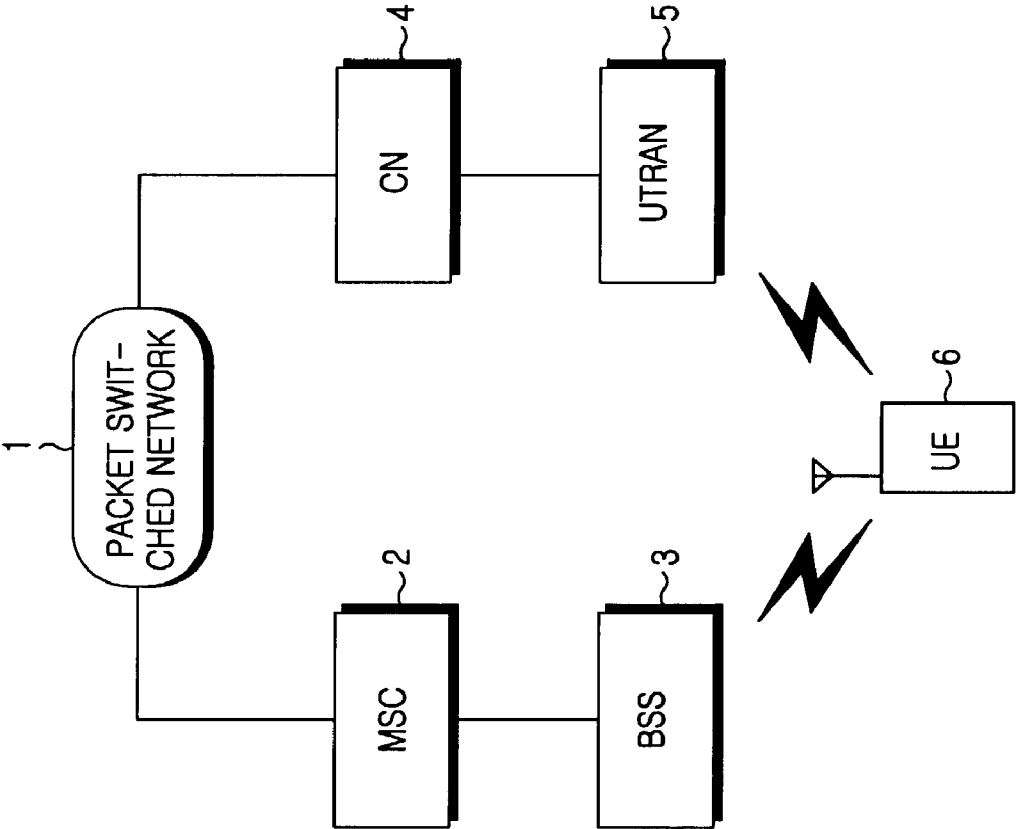 1
PACKET SWIT-
CHED NETWORK
MSC
2
CN
4
BSS
3
UTRAN
5
UE
6